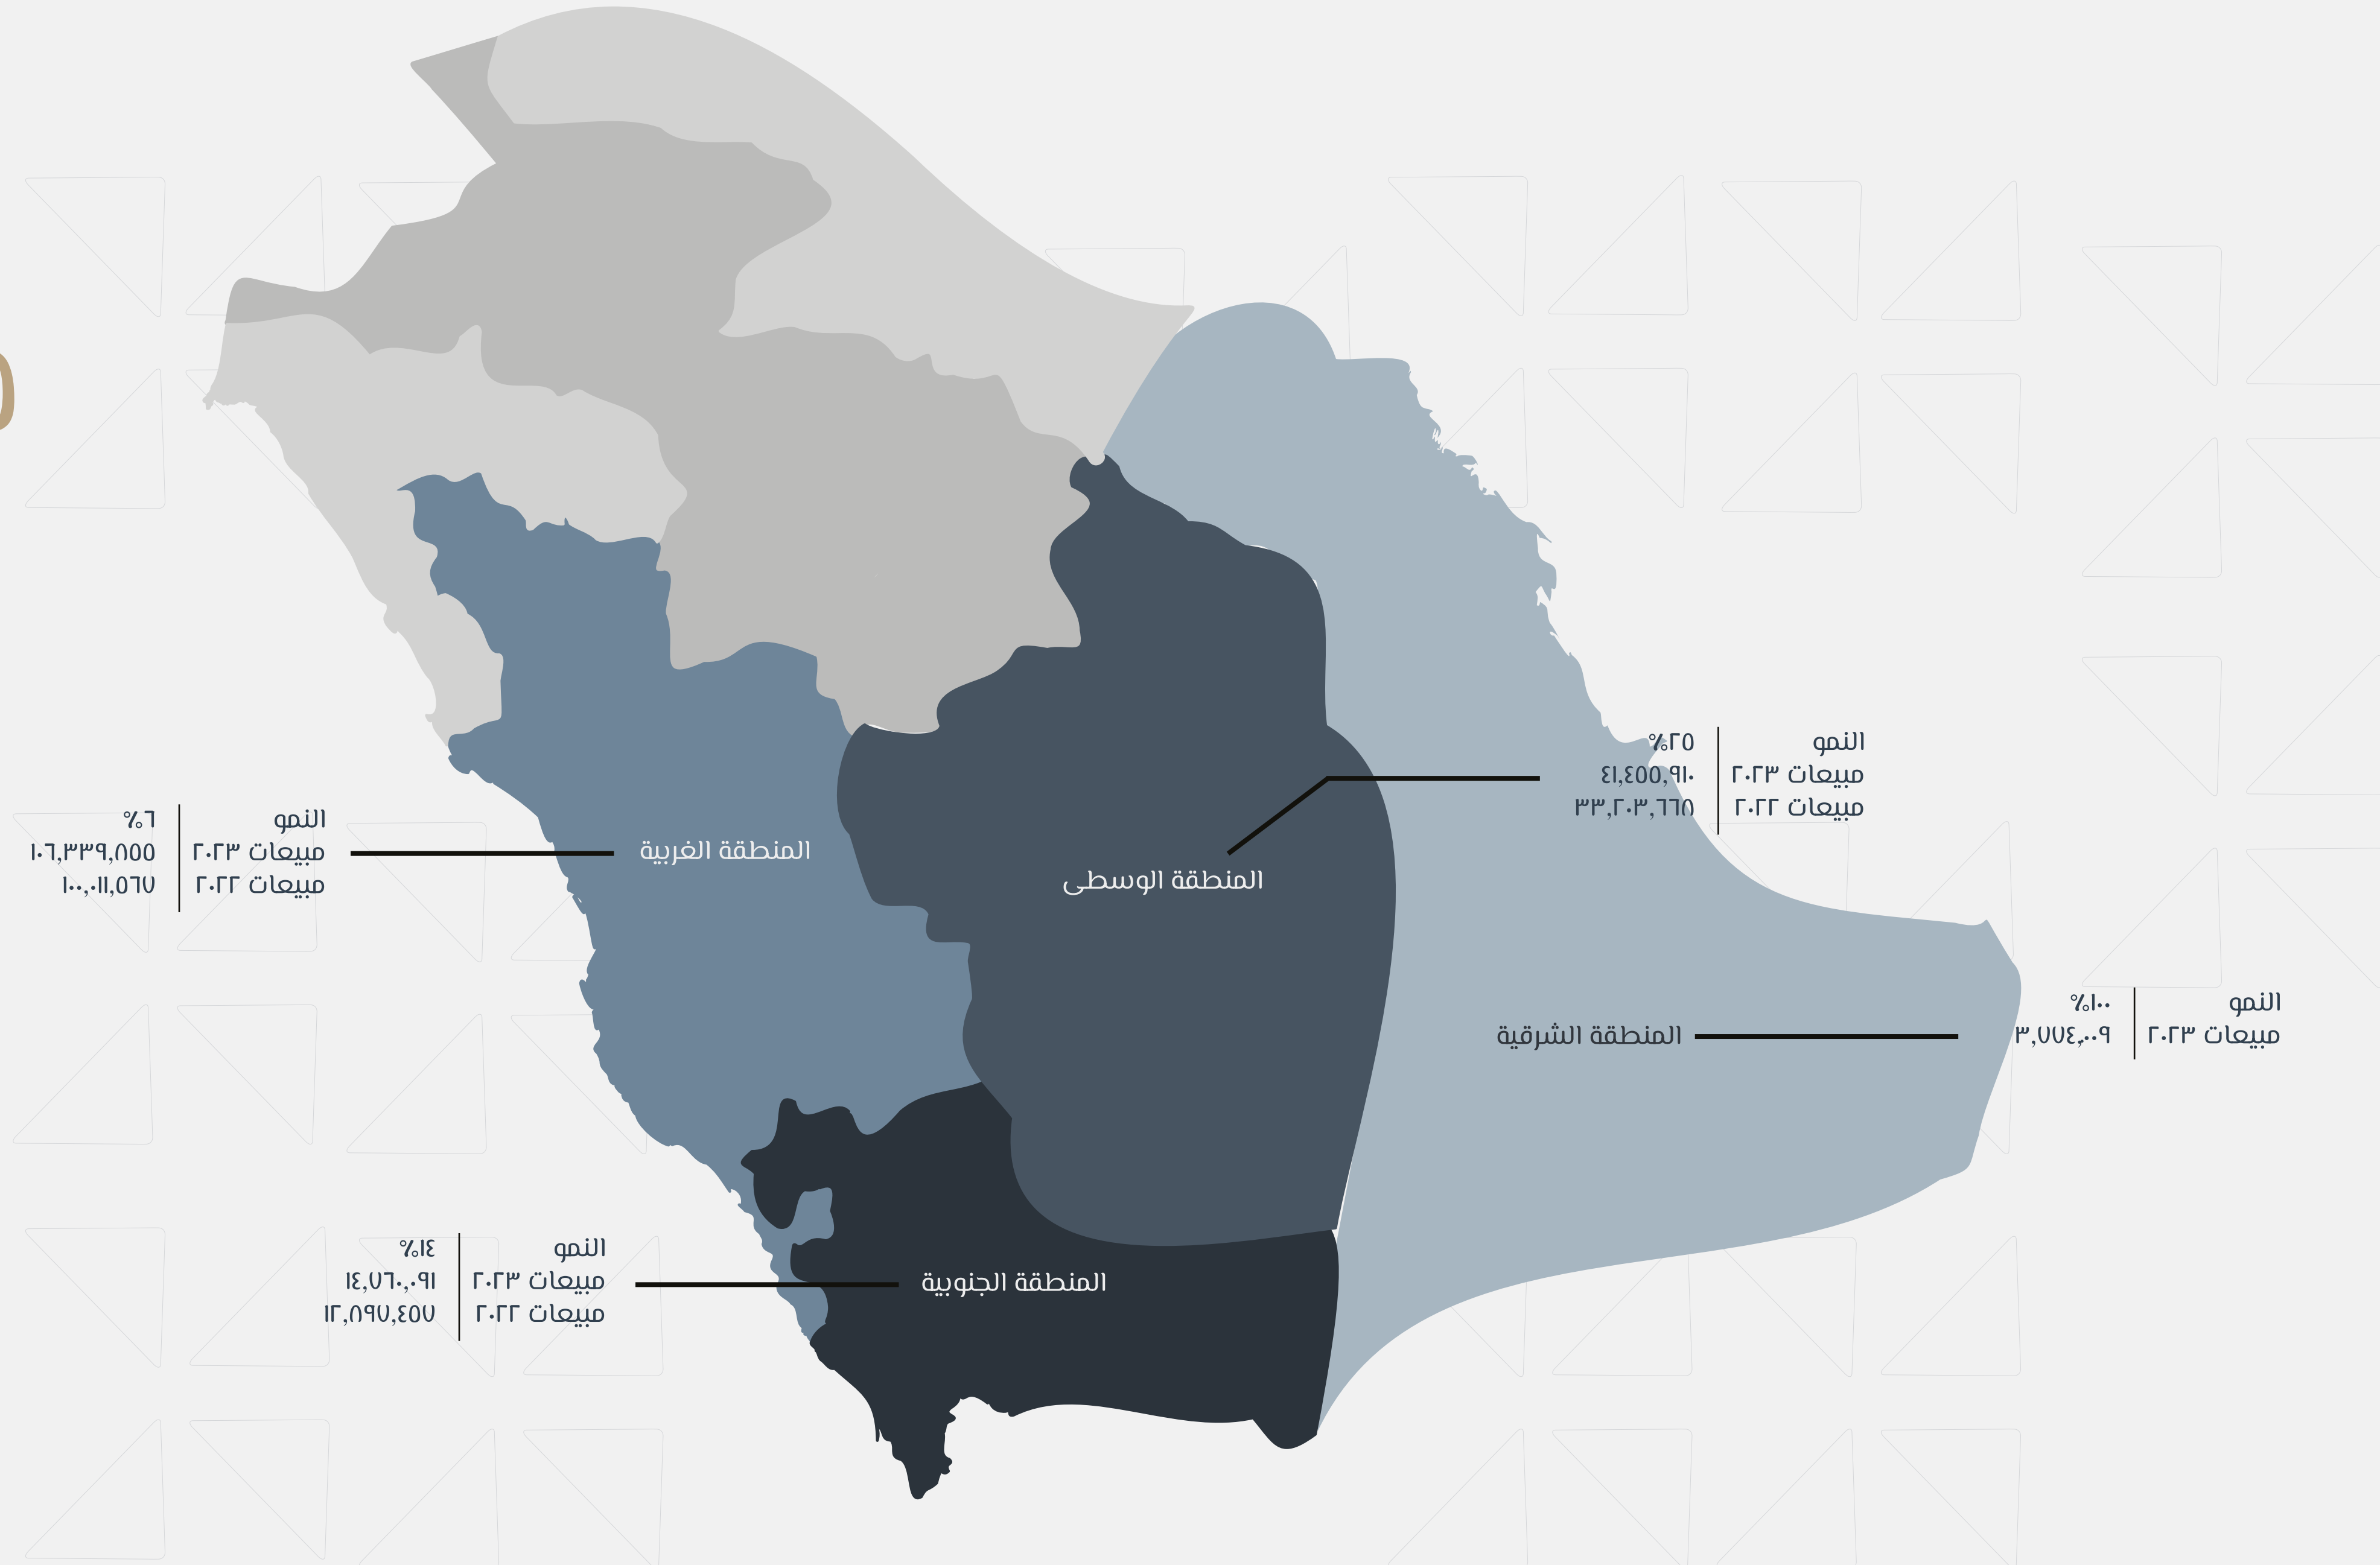 النمو %٢٥
مبيعات ٢٠٢٣ ٤١,٤٥٥,٩١٠
مبيعات ٢٠٢٢ ٣٣,٢٠٣,٦٦٨
النمو %٦
مبيعات ٢٠٢٣ ١٠٦,٣٣٩,٨٥٥
مبيعات ٢٠٢٢ ١٠٠,٠١١,٥٦٧
المنطقة الغربية
المنطقة الوسطى
النمو %١٠٠
مبيعات ٢٠٢٣ ٣,٧٧٤,٠٠٩
المنطقة الشرقية
النمو %١٤
مبيعات ٢٠٢٣ ١٤,٧٦٠,٠٩١
مبيعات ٢٠٢٢ ١٢,٨٩٧,٤٥٧
المنطقة الجنوبية